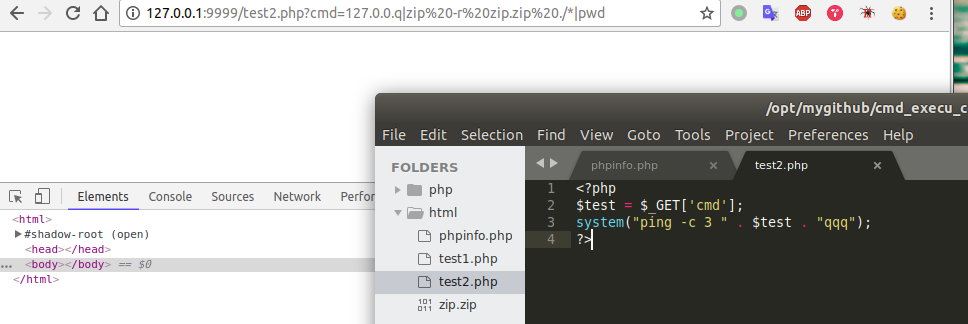 127.0.0.1:9999/test2.php?cmd=127.0.0.q|zip%20-r%20zip.zip%20./*|pwd
ABP
/opt/mygithub/cmd_execu_c
File Edit Selection Find View Goto Tools Project Preferences Help
FOLDERS
php
html
phpinfo.php
test1.php
test2.php
zip.zip
phpinfo.php × test2.php ×
1 <?php
2 $test = $_GET['cmd'];
3 system("ping -c 3 " . $test . "qqq");
4 ?>
Elements Console Sources Network Perform
<html>
#shadow-root (open)
<head></head>
... <body></body> == $0
</html>